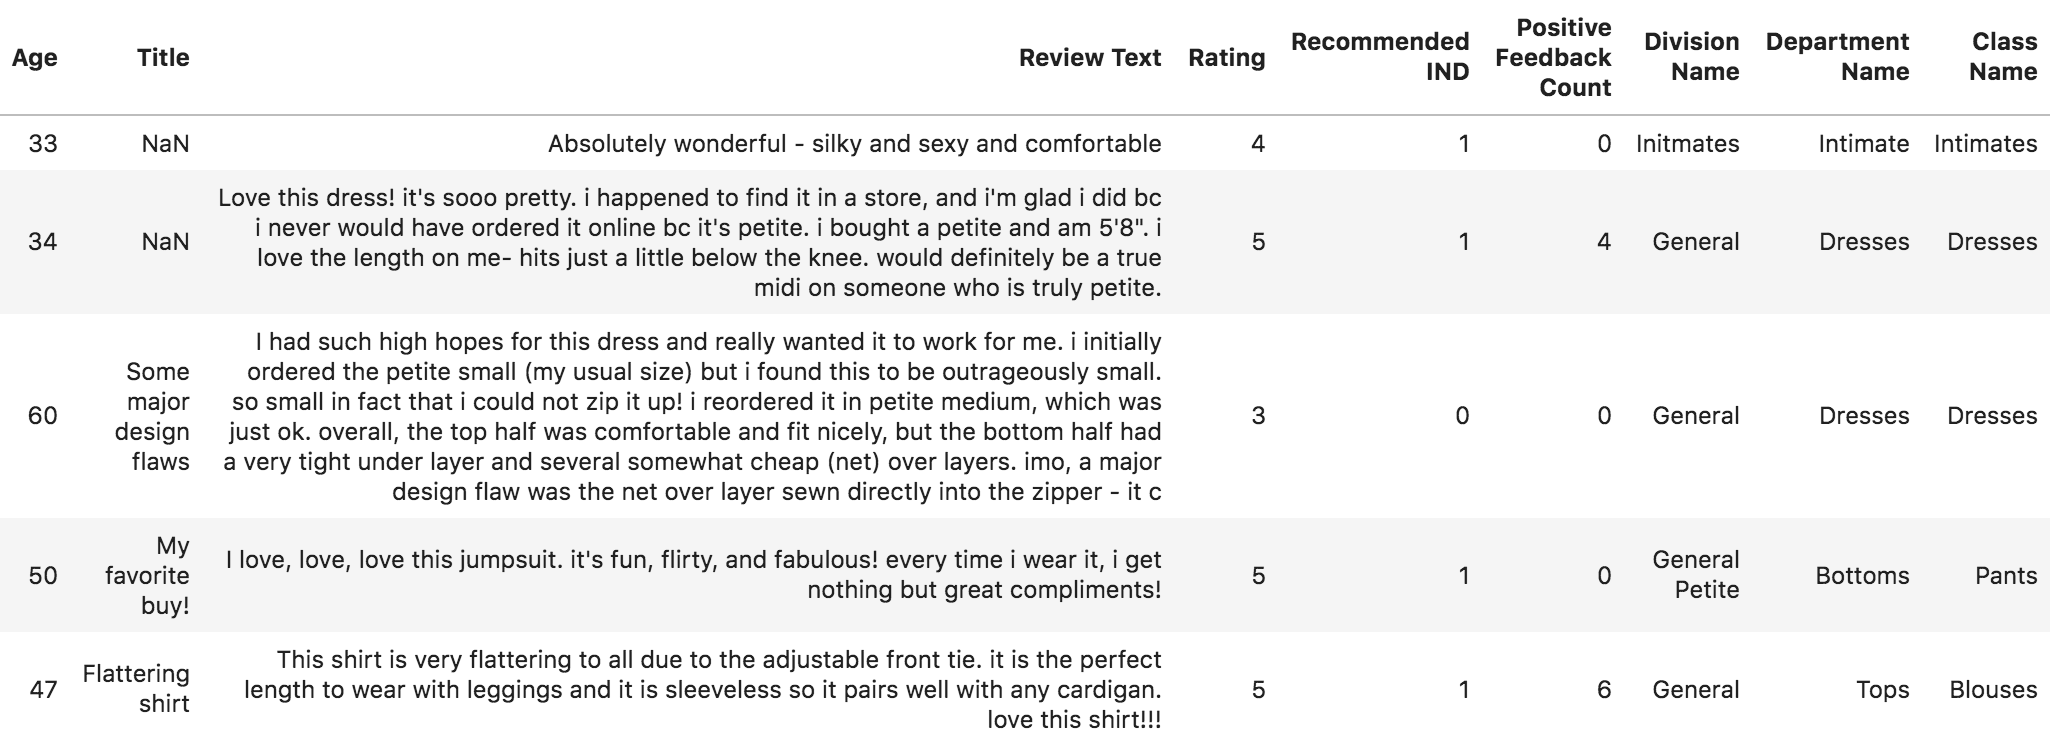 Age Title Review Text Rating Recommended IND Positive Feedback Count Division Name Department Name Class Name
33 NaN Absolutely wonderful - silky and sexy and comfortable 4 1 0 Initmates Intimate Intimates
34 NaN
Love this dress! it's sooo pretty. i happened to find it in a store, and i'm glad i did bc
i never would have ordered it online bc it's petite. i bought a petite and am 5'8". i
love the length on me- hits just a little below the knee. would definitely be a true
midi on someone who is truly petite.
5 1 4 General Dresses Dresses
60
Some
major
design
flaws
I had such high hopes for this dress and really wanted it to work for me. i initially
ordered the petite small (my usual size) but i found this to be outrageously small.
so small in fact that i could not zip it up! i reordered it in petite medium, which was
just ok. overall, the top half was comfortable and fit nicely, but the bottom half had
a very tight under layer and several somewhat cheap (net) over layers. imo, a major
design flaw was the net over layer sewn directly into the zipper - it c
3 0 0 General Dresses Dresses
50
My
favorite
buy!
I love, love, love this jumpsuit. it's fun, flirty, and fabulous! every time i wear it, i get
nothing but great compliments!
5 1 0
General
Petite
Bottoms Pants
47
Flattering
shirt
This shirt is very flattering to all due to the adjustable front tie. it is the perfect
length to wear with leggings and it is sleeveless so it pairs well with any cardigan.
love this shirt!!!
5 1 6 General Tops Blouses